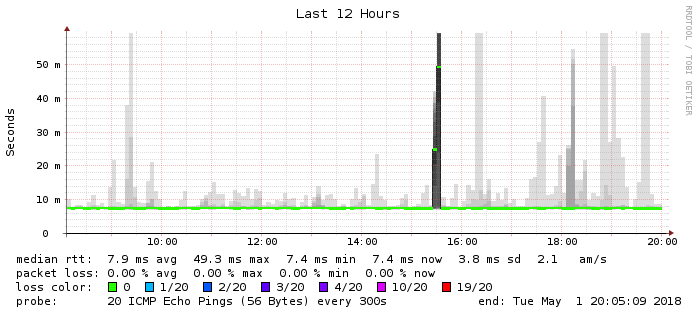 Last 12 Hours
RRDTOOL / TOBI OETIKER
Seconds
50 m
40 m
30 m
20 m
10 m
0
10:00 12:00 14:00 16:00 18:00 20:00
median rtt: 7.9 ms avg 49.3 ms max 7.4 ms min 7.4 ms now 3.8 ms sd 2.1 am/s
packet loss: 0.00 % avg 0.00 % max 0.00 % min 0.00 % now
loss color: 0 1/20 2/20 3/20 4/20 10/20 19/20
probe: 20 ICMP Echo Pings (56 Bytes) every 300s end: Tue May 1 20:05:09 2018